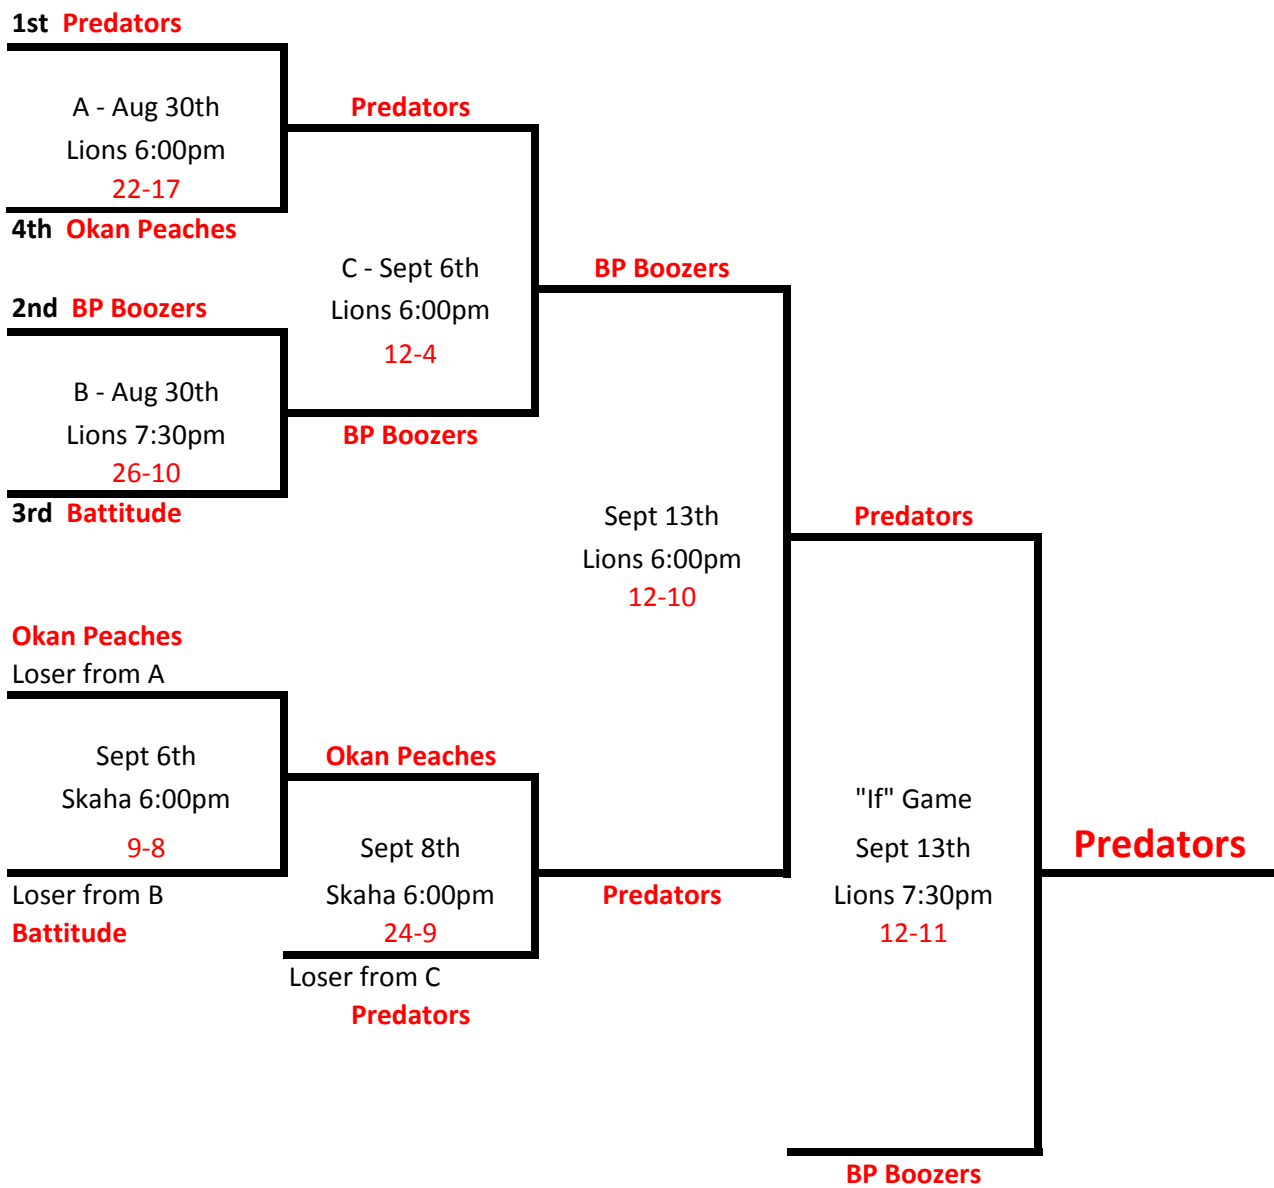 1st Predators
A - Aug 30th
Lions 6:00pm
22-17
4th Okan Peaches
Predators
2nd BP Boozers
B - Aug 30th
Lions 7:30pm
26-10
3rd Battitude
C - Sept 6th
Lions 6:00pm
12-4
BP Boozers
BP Boozers
Sept 13th
Lions 6:00pm
12-10
Predators
Okan Peaches
Loser from A
Sept 6th
Skaha 6:00pm
9-8
Loser from B
Battitude
Okan Peaches
Sept 8th
Skaha 6:00pm
24-9
Loser from C
Predators
Predators
"If" Game
Sept 13th
Lions 7:30pm
12-11
Predators
BP Boozers